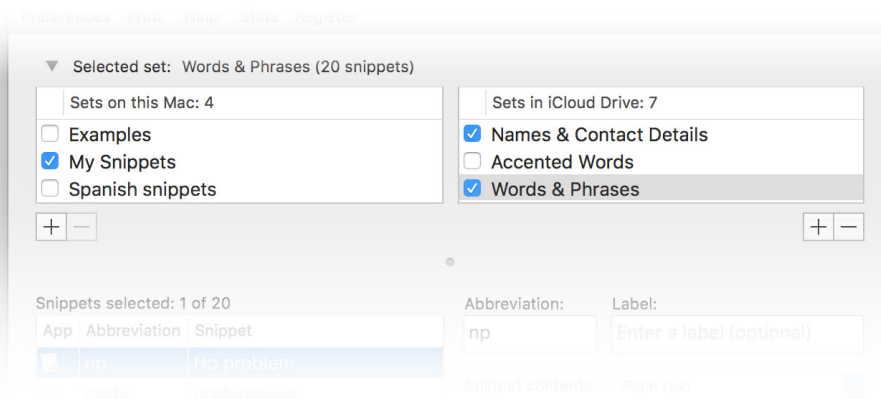 Preferences Print Help Stats Register
Selected set: Words & Phrases (20 snippets)
Sets on this Mac: 4
Examples
My Snippets
Spanish snippets
Sets in iCloud Drive: 7
Names & Contact Details
Accented Words
Words & Phrases
Snippets selected: 1 of 20
App Abbreviation Snippet
np No problem
Abbreviation: Label:
np Enter a label (optional)
Snippet contents: Plain text